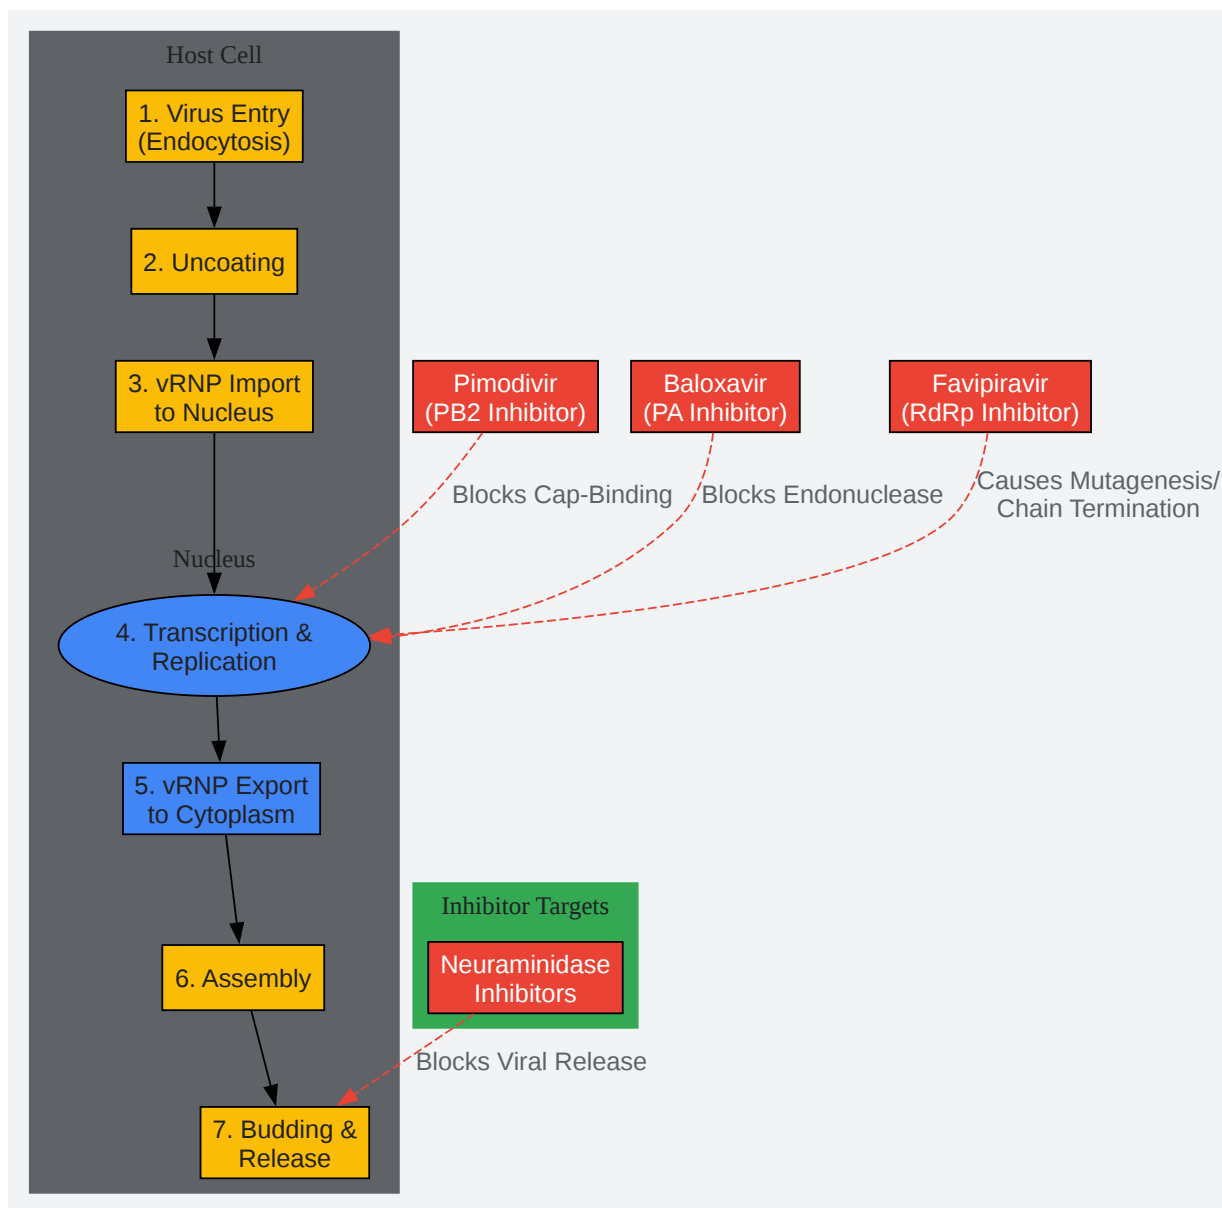 Host Cell
1. Virus Entry
(Endocytosis)
2. Uncoating
3. vRNP Import
to Nucleus
Pimodivir
(PB2 Inhibitor)
Baloxavir
(PA Inhibitor)
Favipiravir
(RdRp Inhibitor)
Blocks Cap-Binding
Blocks Endonuclease
Causes Mutagenesis/
Chain Termination
Nucleus
4. Transcription &
Replication
5. vRNP Export
to Cytoplasm
Inhibitor Targets
Neuraminidase
Inhibitors
6. Assembly
Blocks Viral Release
7. Budding &
Release